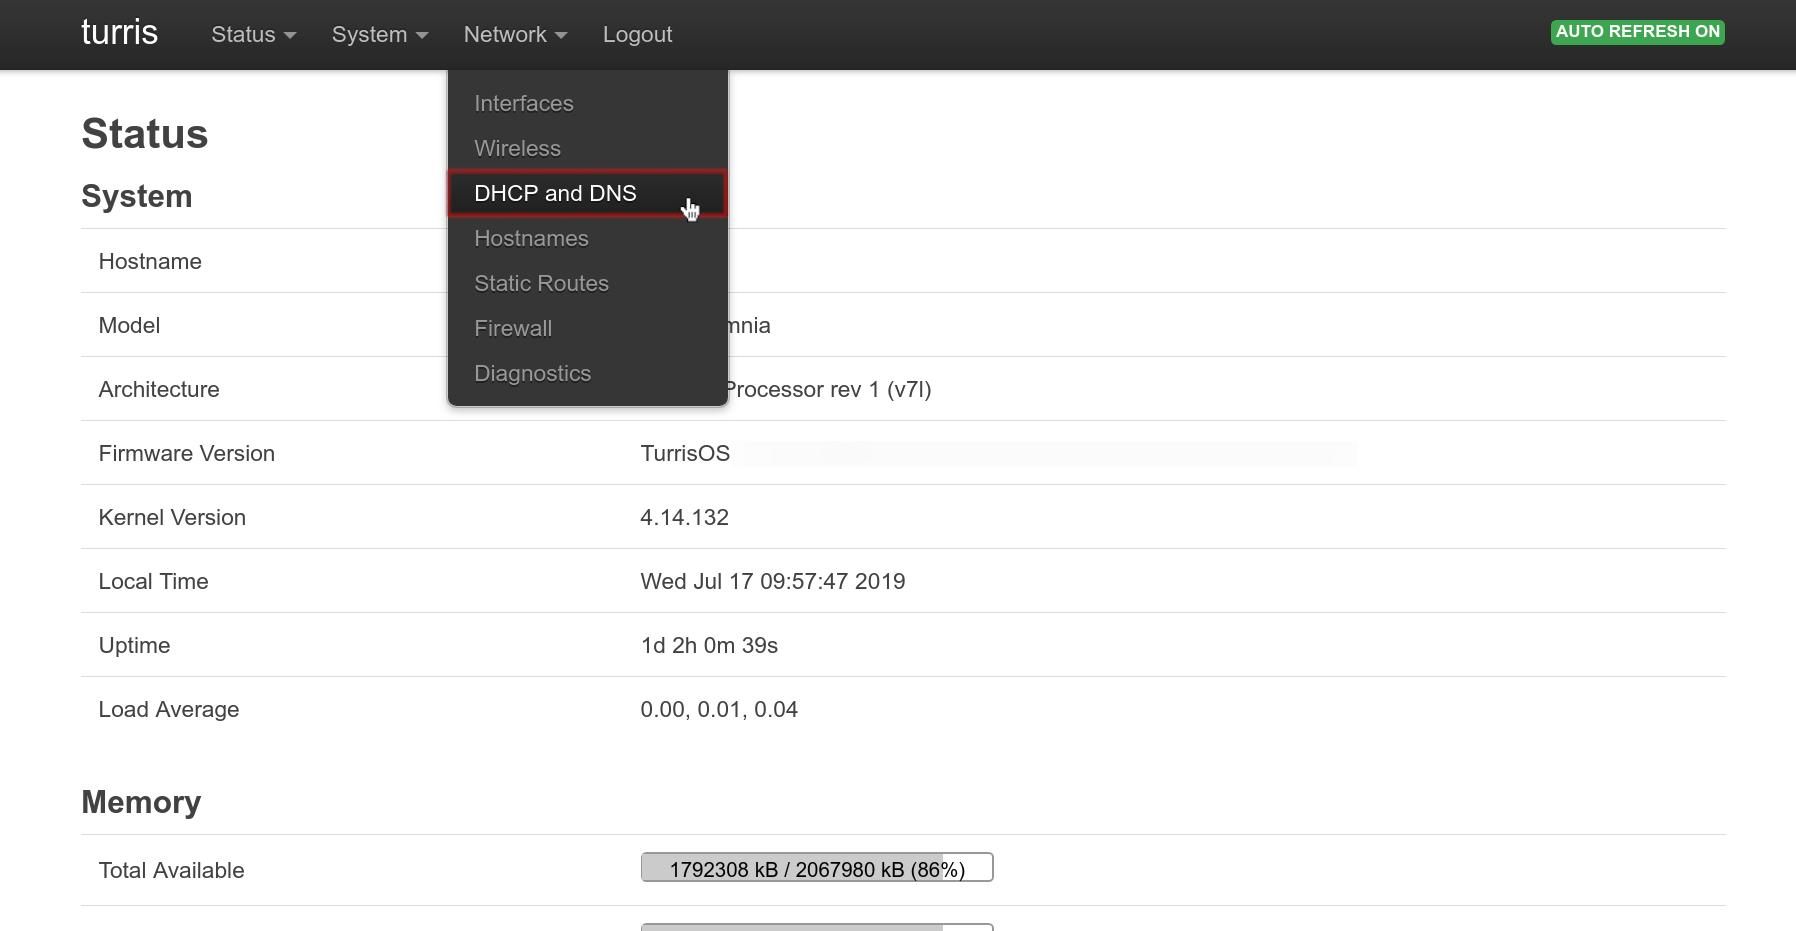 turris Status System Network Logout AUTO REFRESH ON
Interfaces
Wireless
DHCP and DNS
Hostnames
Static Routes
Firewall
Diagnostics
Status
System
Hostname
Model mnia
Architecture Processor rev 1 (v7l)
Firmware Version TurrisOS
Kernel Version 4.14.132
Local Time Wed Jul 17 09:57:47 2019
Uptime 1d 2h 0m 39s
Load Average 0.00, 0.01, 0.04
Memory
Total Available 1792308 kB / 2067980 kB (86%)